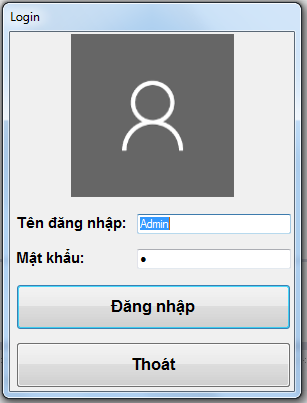 Login
Tên đăng nhập:
Admin
Mật khẩu:
●
Đăng nhập
Thoát